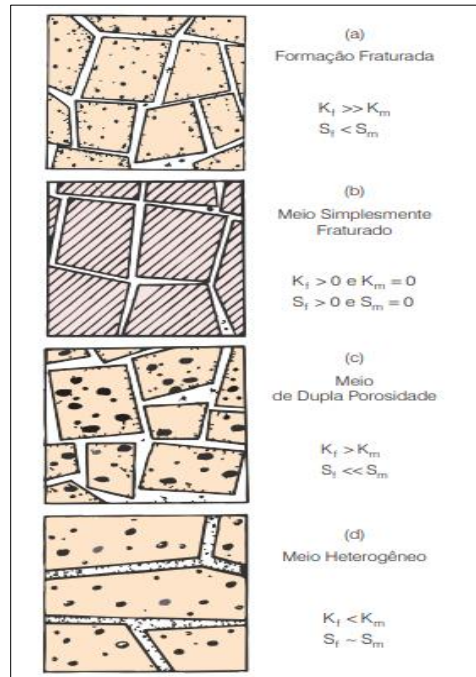 (a)
Formação Fraturada
K_f >> K_m
S_f < S_m
(b)
Meio Simplesmente
Fraturado
K_f > 0 e K_m = 0
S_f > 0 e S_m = 0
(c)
Meio
de Dupla Porosidade
K_f > K_m
S_f << S_m
(d)
Meio Heterogêneo
K_f < K_m
S_f ~ S_m